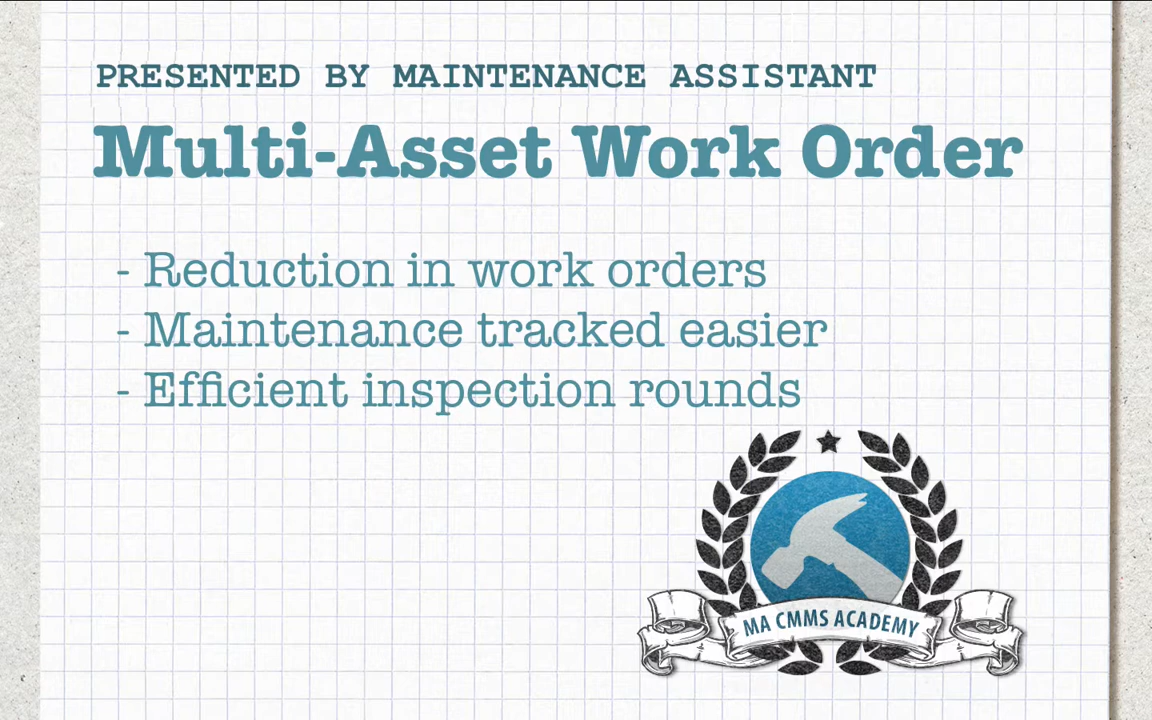 PRESENTED BY MAINTENANCE ASSISTANT
Multi-Asset Work Order
- Reduction in work orders
- Maintenance tracked easier
- Efficient inspection rounds
MA CMMS ACADEMY